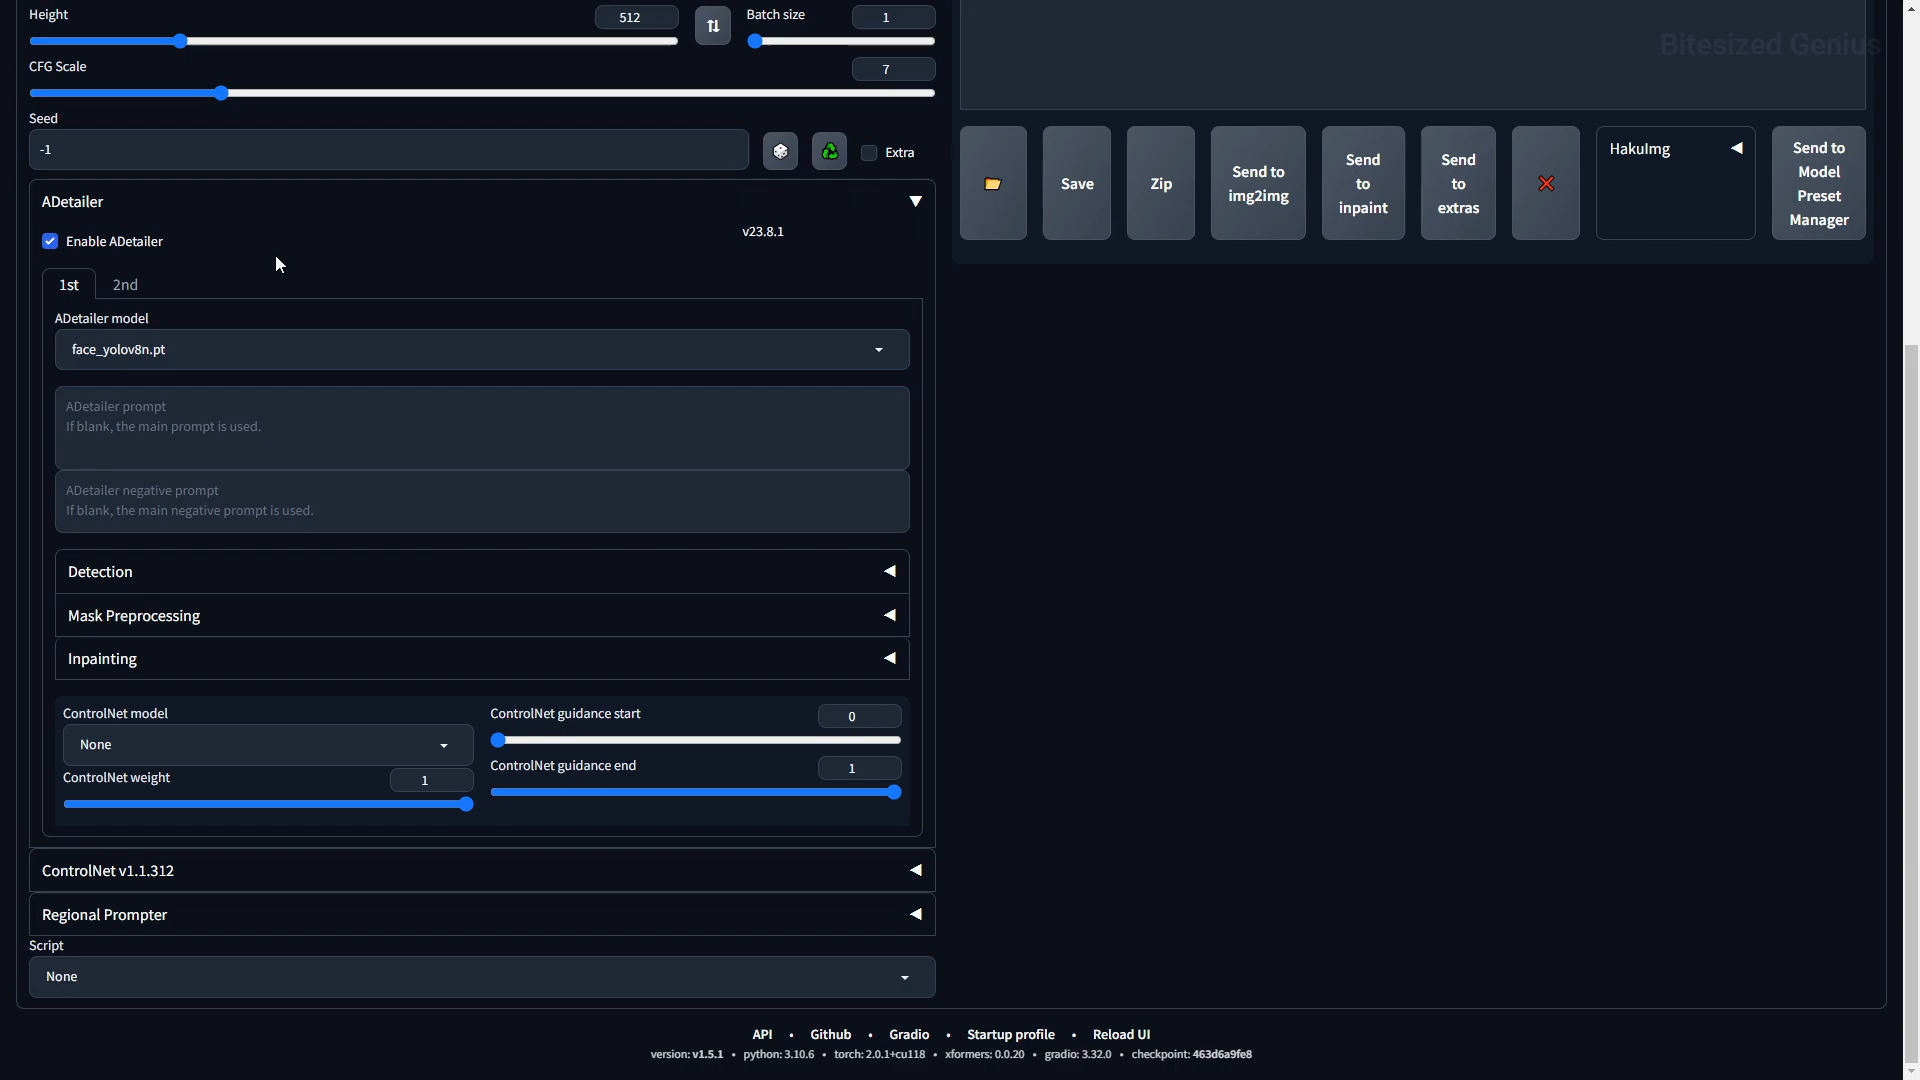 Height
512
Batch size
1
CFG Scale
7
Seed
-1
Extra
ADetailer
Enable ADetailer
v23.8.1
1st
2nd
ADetailer model
face_yolov8n.pt
ADetailer prompt
If blank, the main prompt is used.
ADetailer negative prompt
If blank, the main negative prompt is used.
Detection
Mask Preprocessing
Inpainting
ControlNet model
None
ControlNet weight
1
ControlNet guidance start
0
ControlNet guidance end
1
ControlNet v1.1.312
Regional Prompter
Script
None
Bitesized Genius
Save
Zip
Send to
img2img
Send
to
inpaint
Send
to
extras
HakuImg
Send to
Model
Preset
Manager
API • Github • Gradio • Startup profile • Reload UI
version: v1.5.1 • python: 3.10.6 • torch: 2.0.1+cu118 • xformers: 0.0.20 • gradio: 3.32.0 • checkpoint: 463d6a9fe8